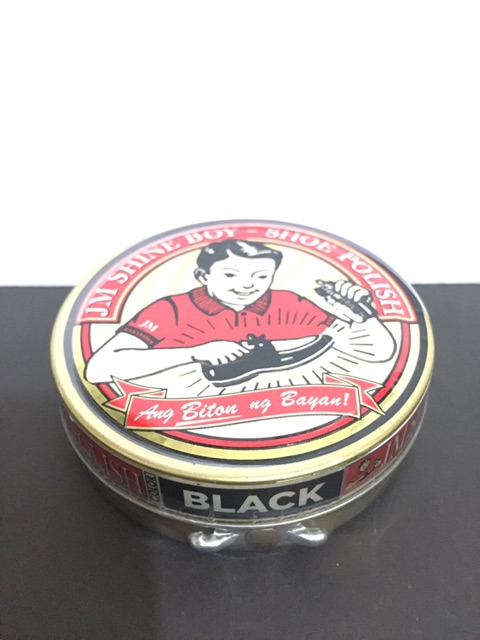 JM SHINE BOY - SHOE POLISH
JM
Ang Biton ng Bayan!
BLACK